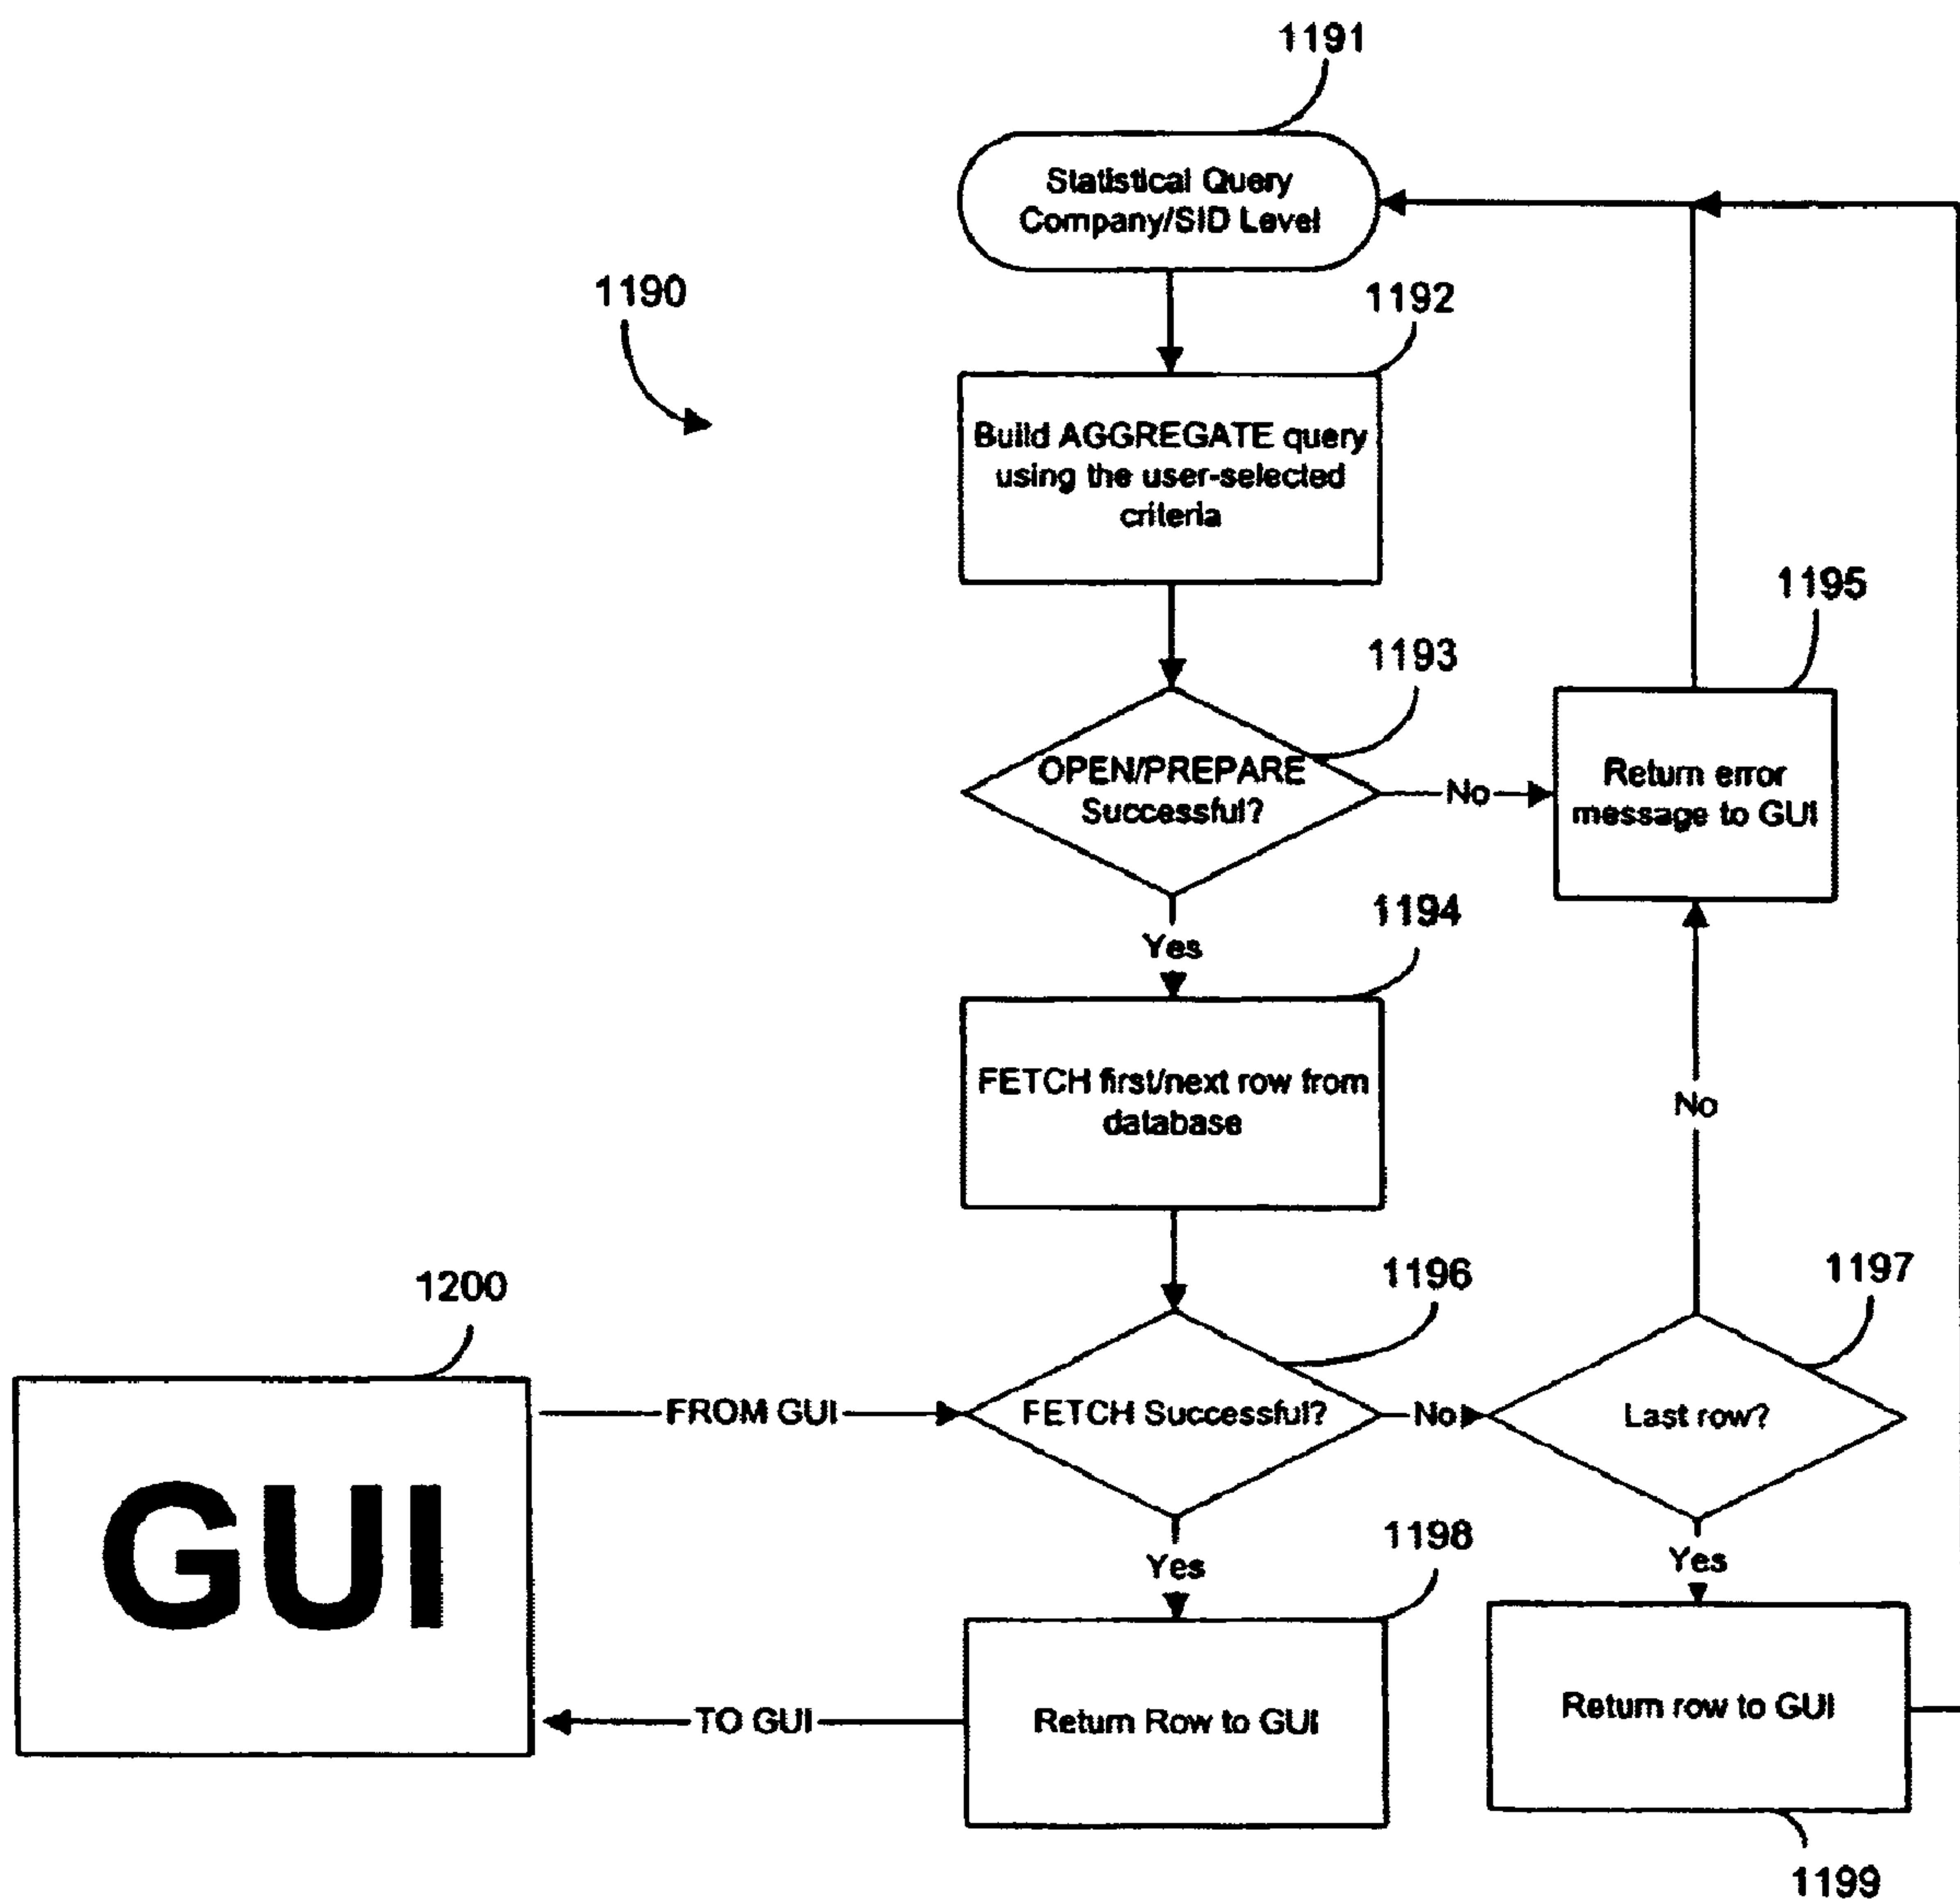 1191
Statistical Query
Company/SID Level
1190
1192
Build AGGREGATE query
using the user-selected
criteria
1195
1193
OPEN/PREPARE
Successful?
No
Return error
message to GUI
1194
Yes
FETCH first/next row from
database
No
1196
1197
1200
FROM GUI
FETCH Successful?
No
Last row?
GUI
1198
Yes
Yes
TO GUI
Return Row to GUI
Return row to GUI
1199